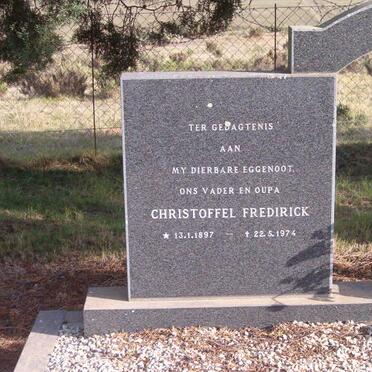 TER GEDAGTENIS
AAN
MY DIERBARE EGGENOOT,
ONS VADER EN OUPA
CHRISTOFFEL FREDIRICK
★ 13.1.1897 — † 22.5.1974